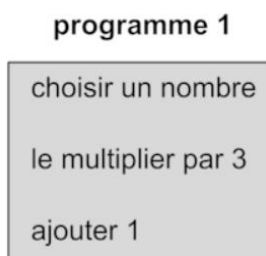 programme 1
choisir un nombre
le multiplier par 3
ajouter 1